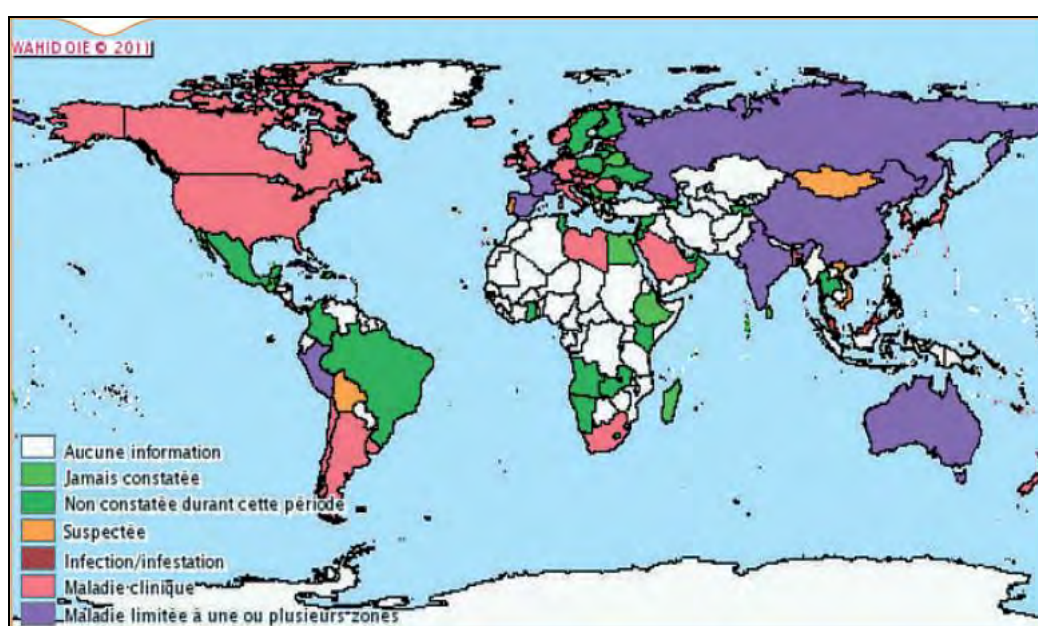 WAHID OIE © 2011
Aucune information
Jamais constatée
Non constatée durant cette période
Suspectée
Infection/infestation
Maladie clinique
Maladie limitée à une ou plusieurs zones